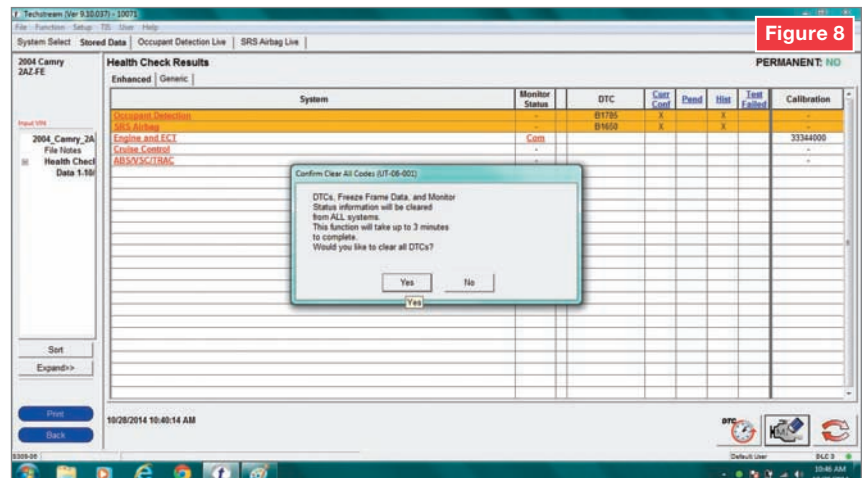 Techstream (Ver 9.10.037) - 10071
File Function Setup TIS User Help
Figure 8
System Select Stored Data Occupant Detection Live SRS Airbag Live
2004 Camry
2AZ-FE
Health Check Results
PERMANENT: NO
Enhanced Generic
System Monitor Status DTC Curr Conf Pend Hist Test Failed Calibration
Occupant Detection - B1785 X X -
SRS Airbag - B1650 X X -
Engine and ECT Com 33344000
Cruise Control - -
ABS/VSC/TRAC - -
Input VIN
2004_Camry_2A
File Notes
Health Checl
Data 1-10/
Confirm Clear All Codes (UT-06-001)
DTCs, Freeze Frame Data, and Monitor
Status information will be cleared
from ALL systems.
This function will take up to 3 minutes
to complete.
Would you like to clear all DTCs?
Yes No
Yes
Sort
Expand>>
Print
Back
10/28/2014 10:40:14 AM
DTC
S309-06 Default User DLC 3
10:46 AM